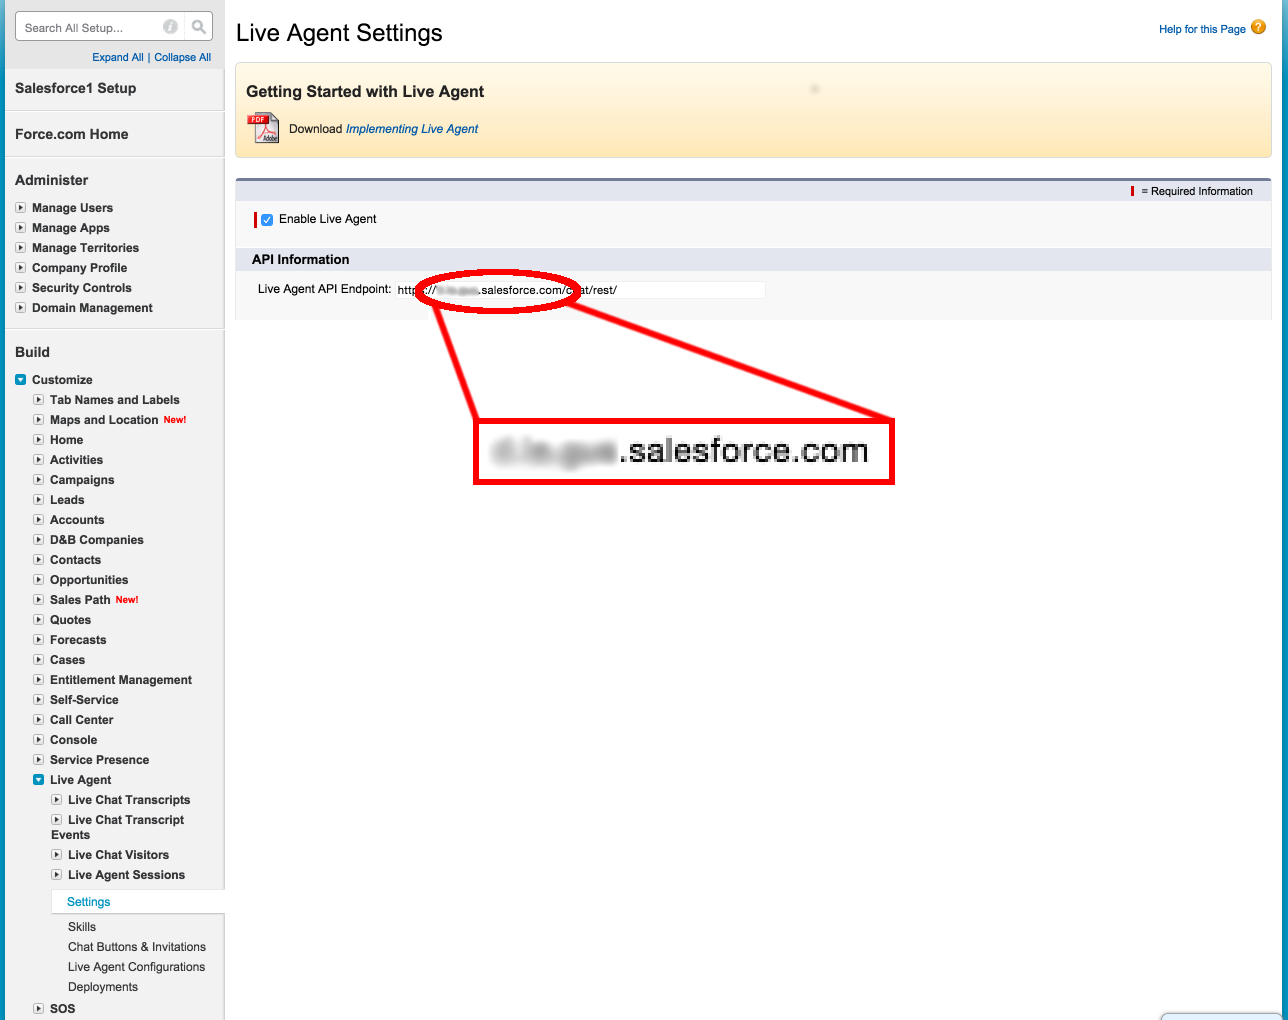 Search All Setup...
Expand All | Collapse All
Salesforce1 Setup
Force.com Home
Administer
Manage Users
Manage Apps
Manage Territories
Company Profile
Security Controls
Domain Management
Build
Customize
Tab Names and Labels
Maps and Location New!
Home
Activities
Campaigns
Leads
Accounts
D&B Companies
Contacts
Opportunities
Sales Path New!
Quotes
Forecasts
Cases
Entitlement Management
Self-Service
Call Center
Console
Service Presence
Live Agent
Live Chat Transcripts
Live Chat Transcript
Events
Live Chat Visitors
Live Agent Sessions
Settings
Skills
Chat Buttons & Invitations
Live Agent Configurations
Deployments
SOS
Live Agent Settings
Help for this Page ?
Getting Started with Live Agent
PDF
Adobe
Download Implementing Live Agent
= Required Information
Enable Live Agent
API Information
Live Agent API Endpoint: .salesforce.com/chat/rest/
.salesforce.com